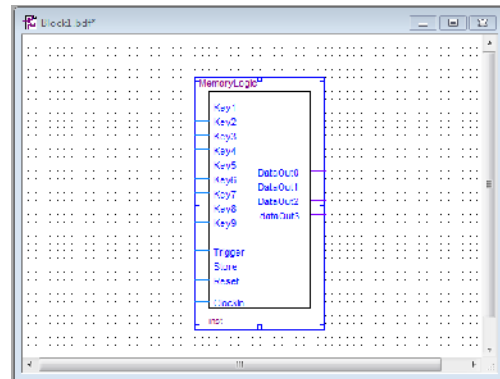 Block1.bdf*
MemoryLogic
Key1
Key2
Key3
Key4
Key5
Key6
Key7
Key8
Key9
Trigger
Store
Reset
ClockIn
DataOut0
DataOut1
DataOut2
dataOut3
inst